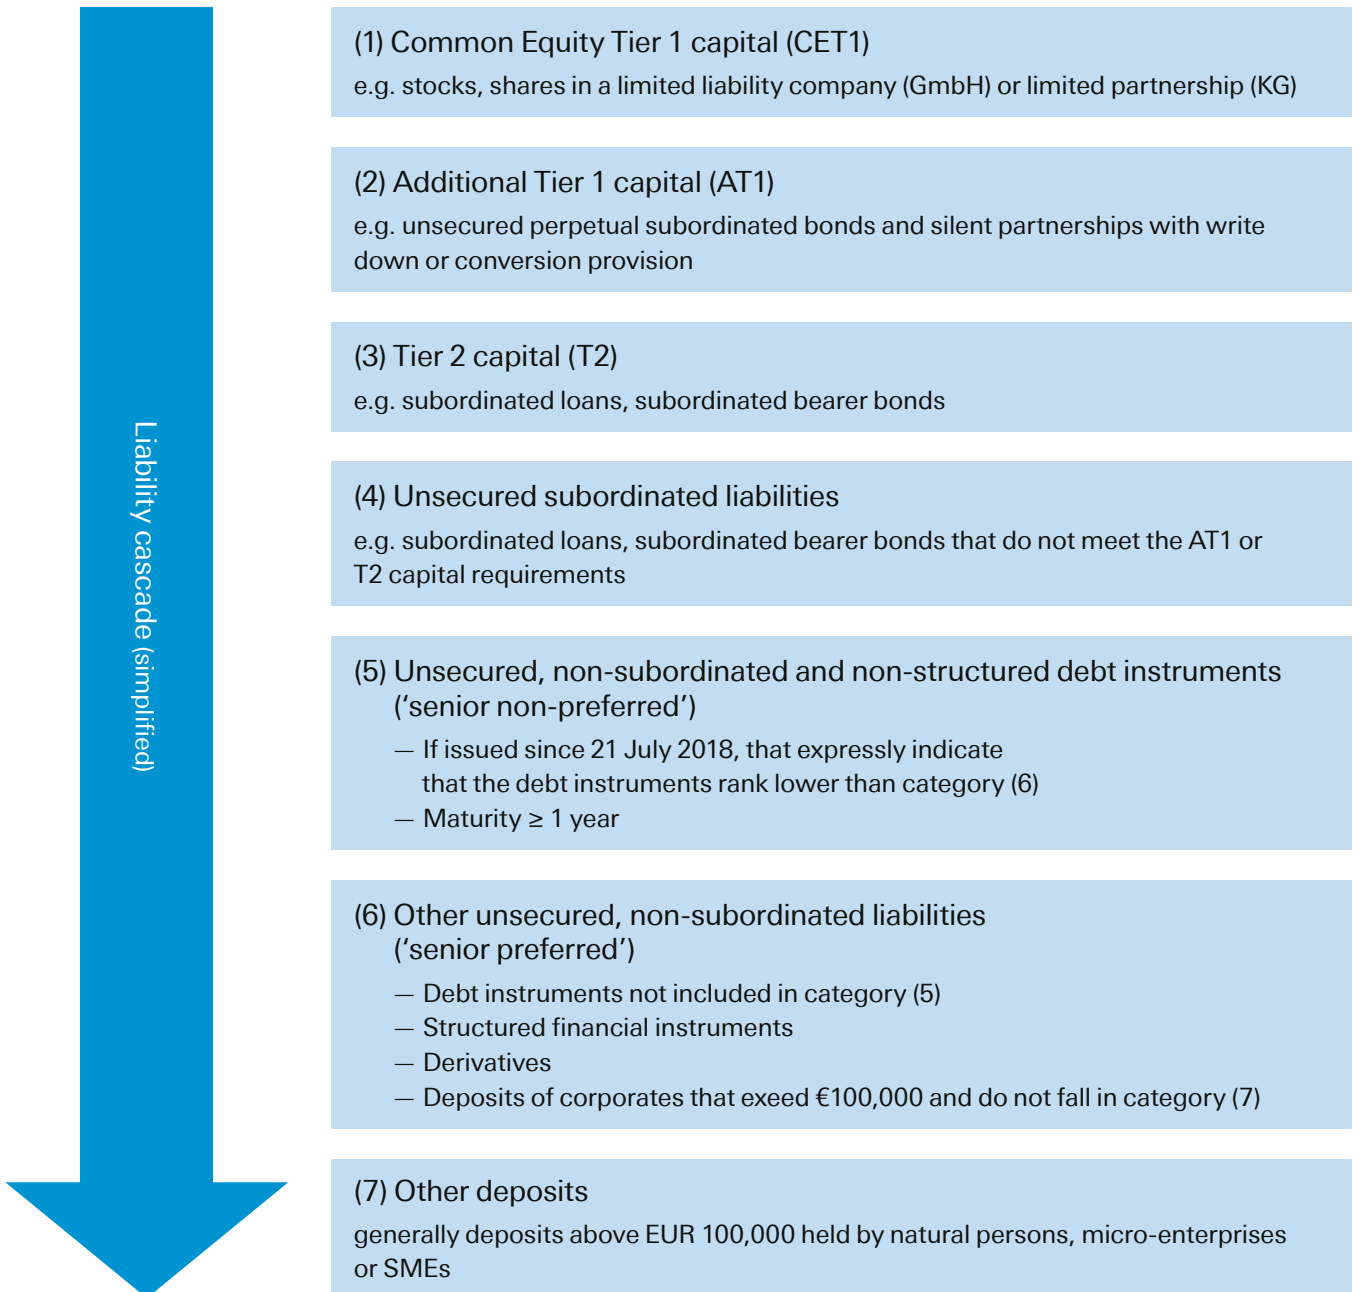 Liability cascade (simplified)
(1) Common Equity Tier 1 capital (CET1)
e.g. stocks, shares in a limited liability company (GmbH) or limited partnership (KG)
(2) Additional Tier 1 capital (AT1)
e.g. unsecured perpetual subordinated bonds and silent partnerships with write
down or conversion provision
(3) Tier 2 capital (T2)
e.g. subordinated loans, subordinated bearer bonds
(4) Unsecured subordinated liabilities
e.g. subordinated loans, subordinated bearer bonds that do not meet the AT1 or
T2 capital requirements
(5) Unsecured, non-subordinated and non-structured debt instruments
(‘senior non-preferred’)
— If issued since 21 July 2018, that expressly indicate
that the debt instruments rank lower than category (6)
— Maturity ≥ 1 year
(6) Other unsecured, non-subordinated liabilities
(‘senior preferred’)
— Debt instruments not included in category (5)
— Structured financial instruments
— Derivatives
— Deposits of corporates that exeed €100,000 and do not fall in category (7)
(7) Other deposits
generally deposits above EUR 100,000 held by natural persons, micro-enterprises
or SMEs